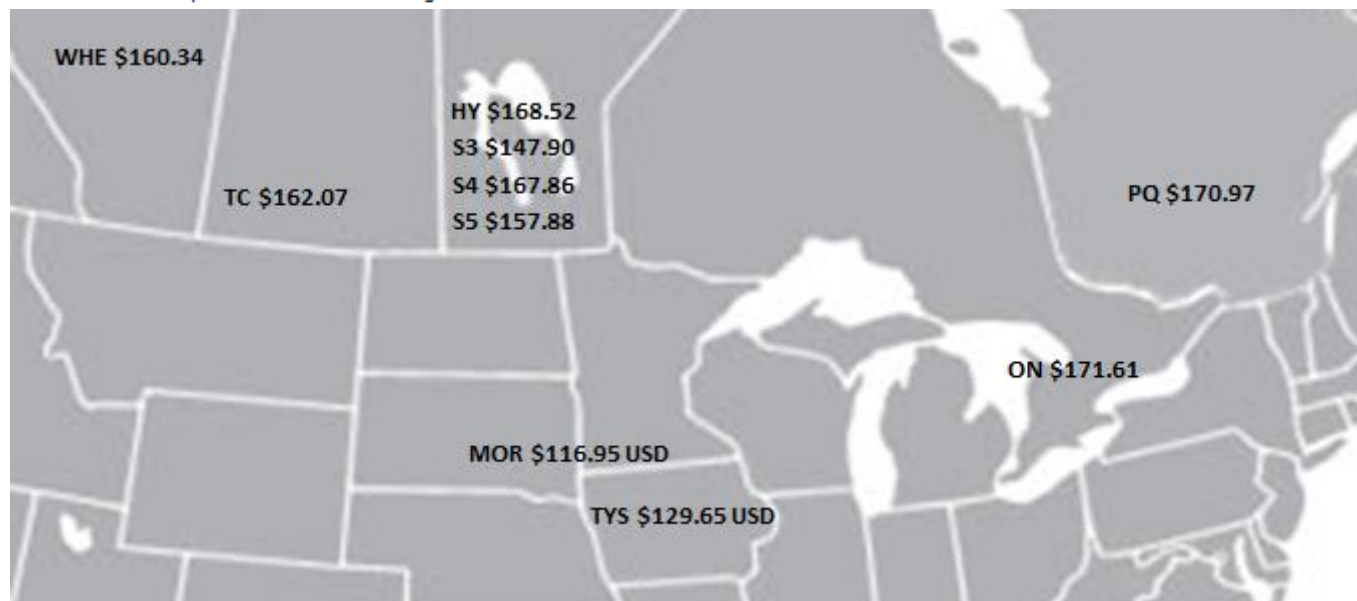 WHE $160.34
HY $168.52
S3 $147.90
S4 $167.86
S5 $157.88
TC $162.07
PQ $170.97
ON $171.61
MOR $116.95 USD
TYS $129.65 USD